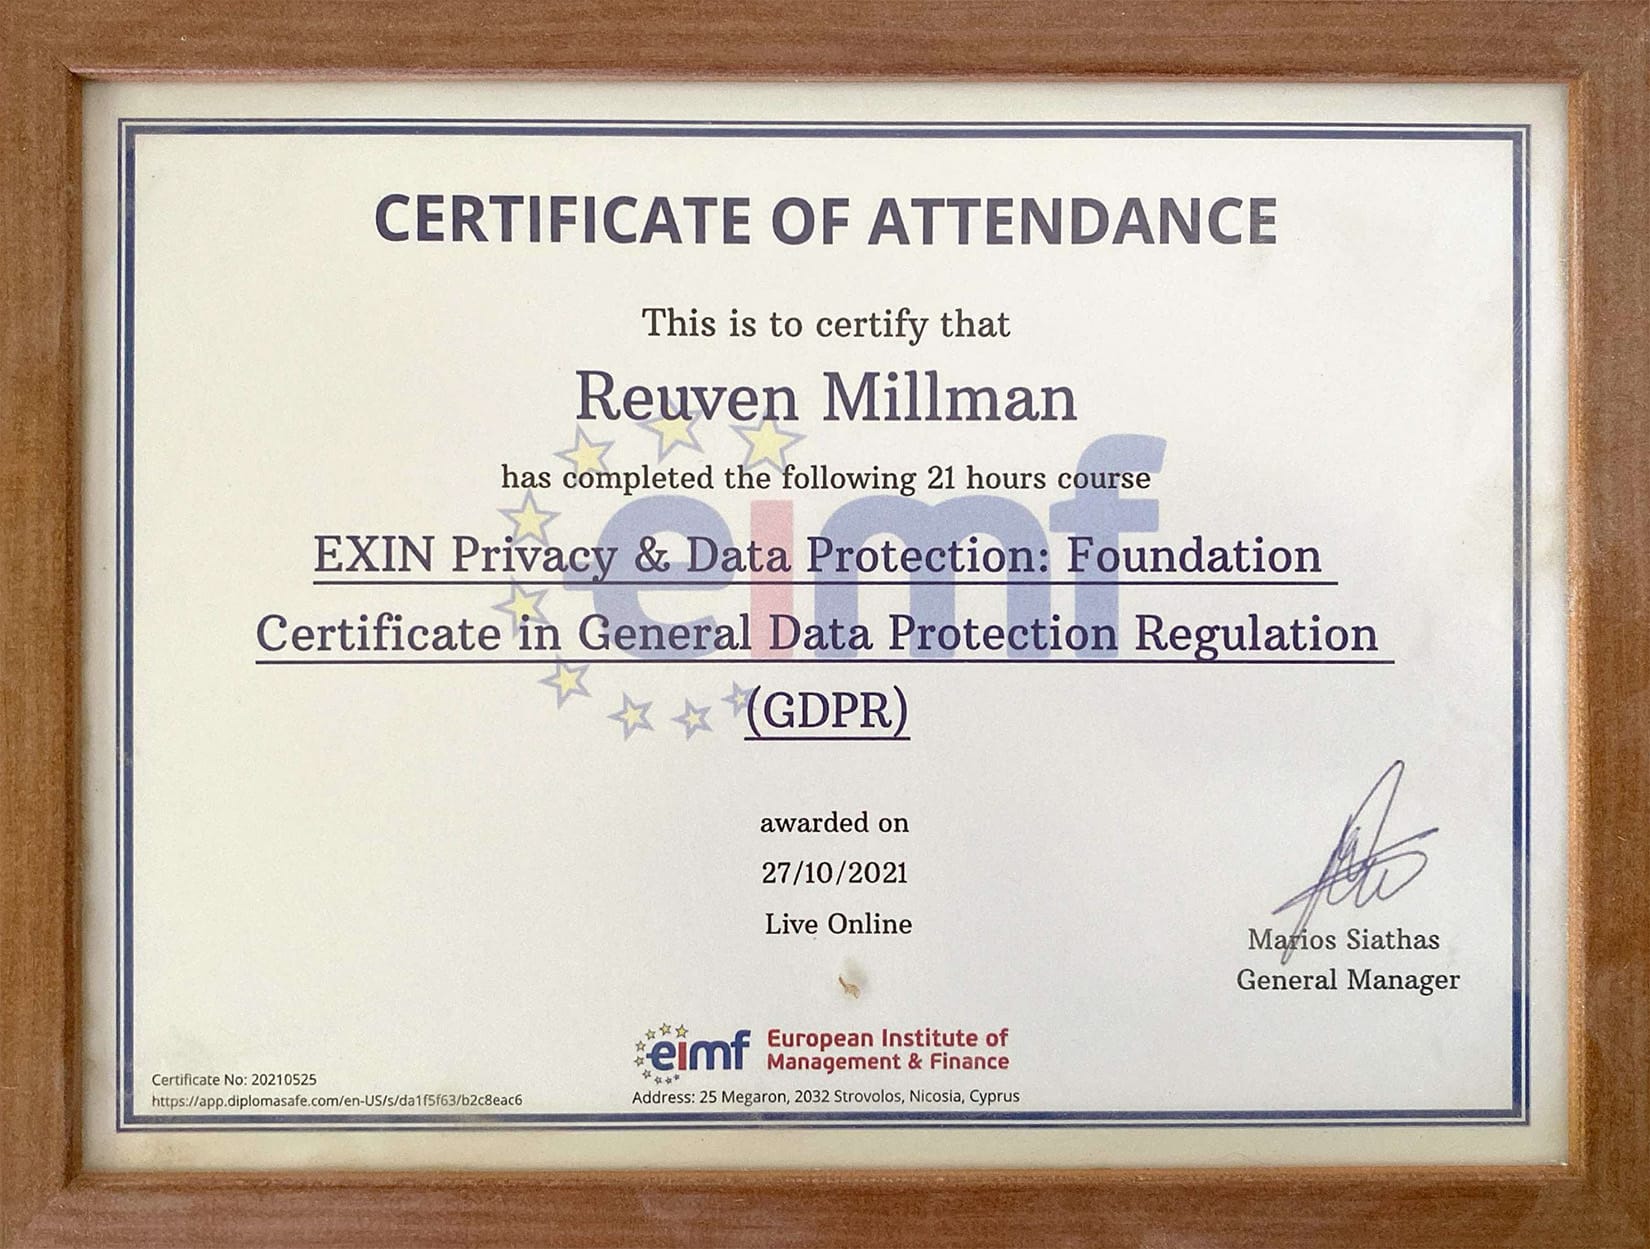 CERTIFICATE OF ATTENDANCE
This is to certify that
Reuven Millman
has completed the following 21 hours course
eimf
EXIN Privacy & Data Protection: Foundation
Certificate in General Data Protection Regulation
(GDPR)
awarded on
27/10/2021
Live Online
Marios Siathas
General Manager
eimf European Institute of
Management & Finance
Address: 25 Megaron, 2032 Strovolos, Nicosia, Cyprus
Certificate No: 20210525
https://app.diplomasafe.com/en-US/s/da1f5f63/b2c8eac6